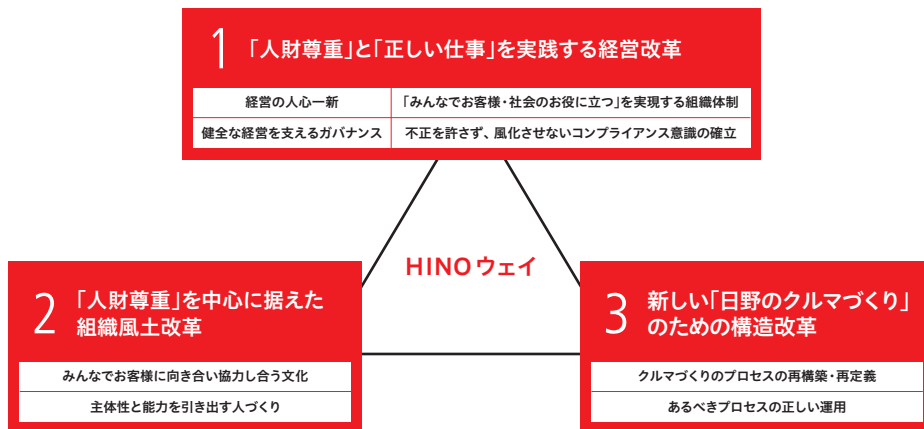 1 「人財尊重」と「正しい仕事」を実践する経営改革
経営の人心一新
「みんなでお客様・社会のお役に立つ」を実現する組織体制
健全な経営を支えるガバナンス
不正を許さず、風化させないコンプライアンス意識の確立
HINOウェイ
2 「人財尊重」を中心に据えた
組織風土改革
みんなでお客様に向き合い協力し合う文化
主体性と能力を引き出す人づくり
3 新しい「日野のクルマづくり」
のための構造改革
クルマづくりのプロセスの再構築・再定義
あるべきプロセスの正しい運用